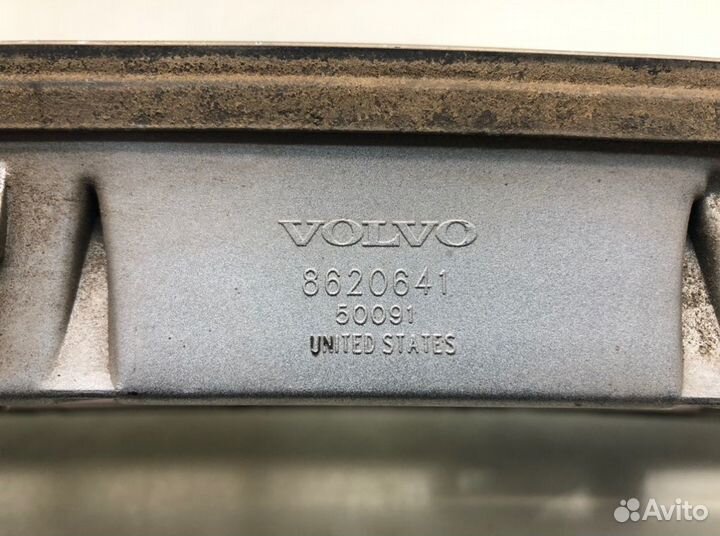 VOLVO
8620641
50091
UNITED STATES
Avito